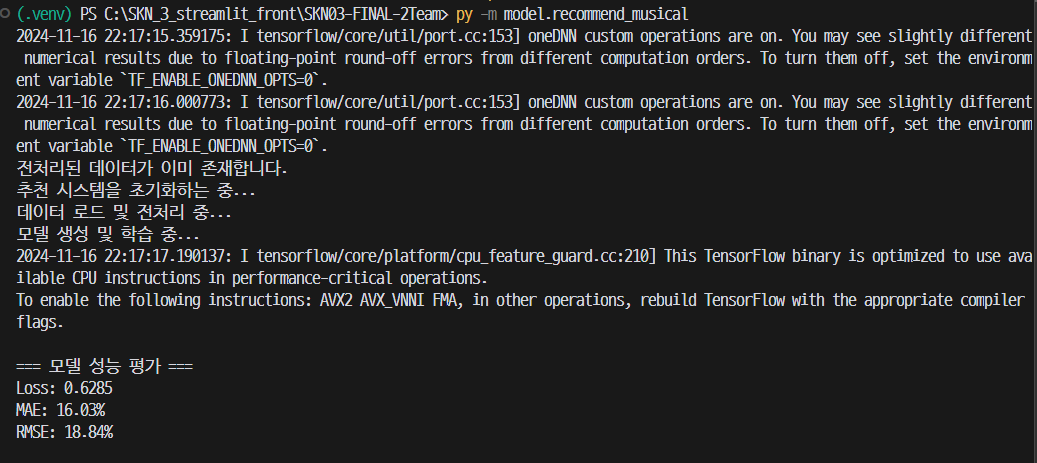 (.venv) PS C:\SKN_3_streamlit_front\SKN03-FINAL-2Team> py -m model.recommend_musical
2024-11-16 22:17:15.359175: I tensorflow/core/util/port.cc:153] oneDNN custom operations are on. You may see slightly different
 numerical results due to floating-point round-off errors from different computation orders. To turn them off, set the environm
ent variable `TF_ENABLE_ONEDNN_OPTS=0`.
2024-11-16 22:17:16.000773: I tensorflow/core/util/port.cc:153] oneDNN custom operations are on. You may see slightly different
 numerical results due to floating-point round-off errors from different computation orders. To turn them off, set the environm
ent variable `TF_ENABLE_ONEDNN_OPTS=0`.
전처리된 데이터가 이미 존재합니다.
추천 시스템을 초기화하는 중...
데이터 로드 및 전처리 중...
모델 생성 및 학습 중...
2024-11-16 22:17:17.190137: I tensorflow/core/platform/cpu_feature_guard.cc:210] This TensorFlow binary is optimized to use ava
ilable CPU instructions in performance-critical operations.
To enable the following instructions: AVX2 AVX_VNNI FMA, in other operations, rebuild TensorFlow with the appropriate compiler
flags.
=== 모델 성능 평가 ===
Loss: 0.6285
MAE: 16.03%
RMSE: 18.84%